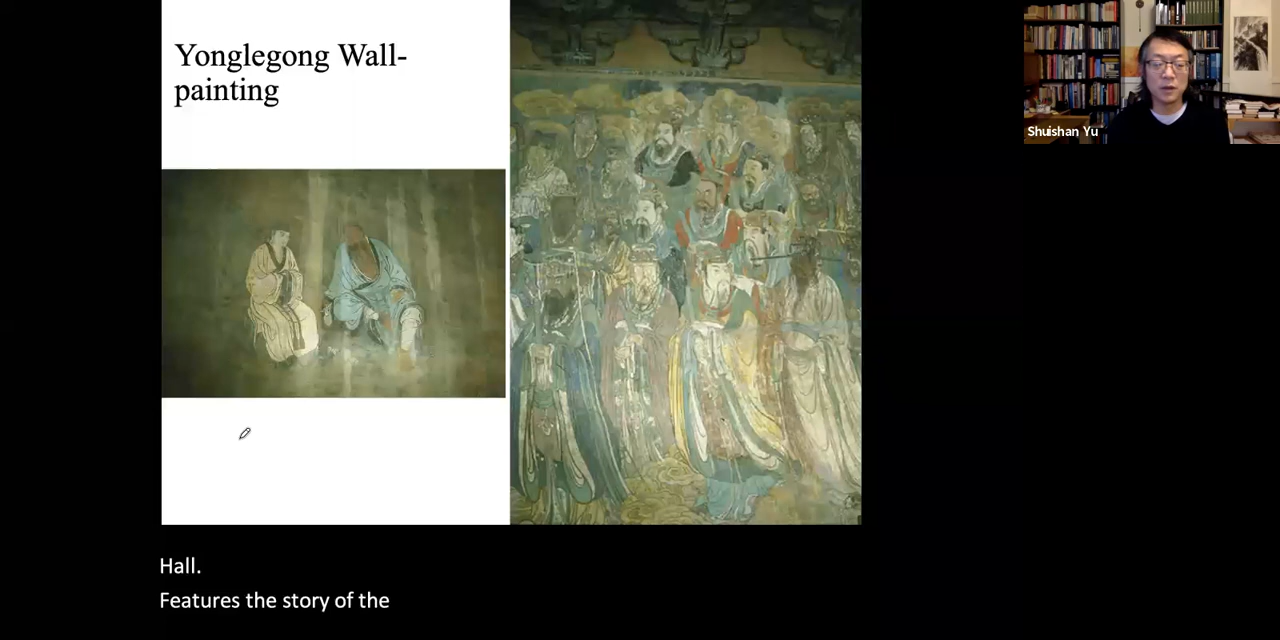 Yonglegong Wall-
painting
Shuishan Yu
Hall.
Features the story of the